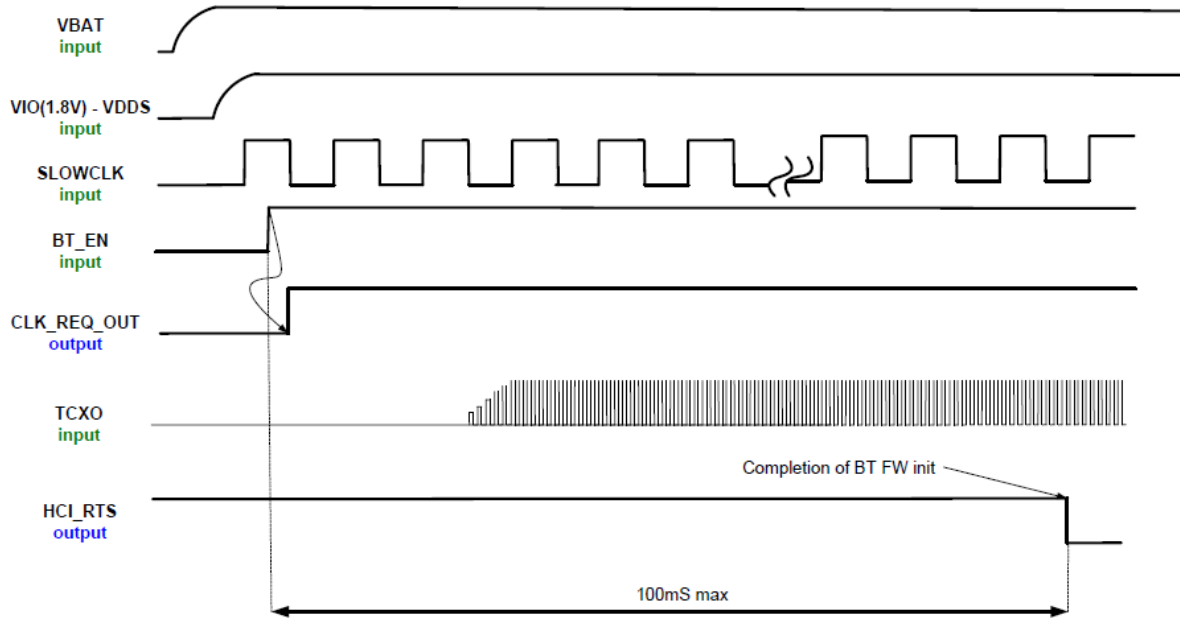 VBAT
input
VIO(1.8V) - VDDS
input
SLOWCLK
input
BT_EN
input
CLK_REQ_OUT
output
TCXO
input
Completion of BT FW init
HCI_RTS
output
100mS max